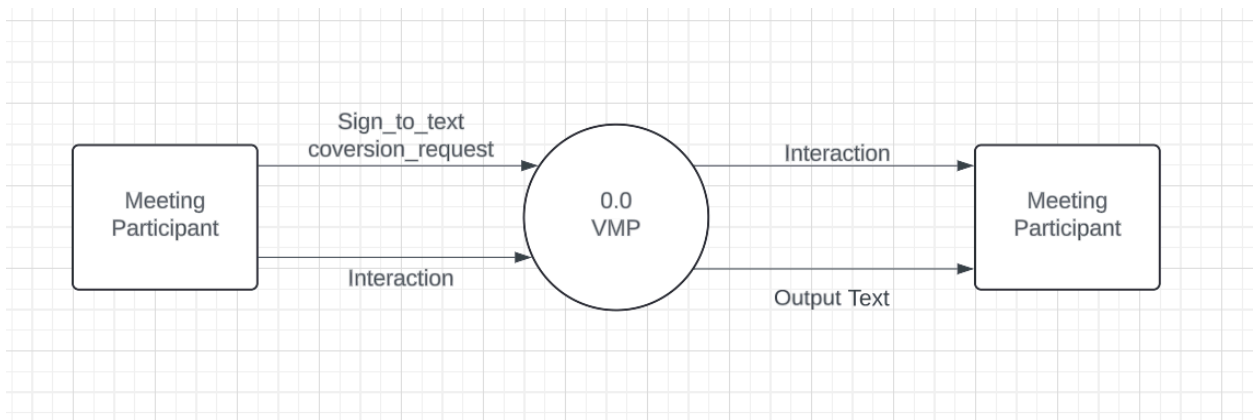 Sign_to_text
coversion_request
Meeting
Participant
Interaction
0.0
VMP
Interaction
Output Text
Meeting
Participant